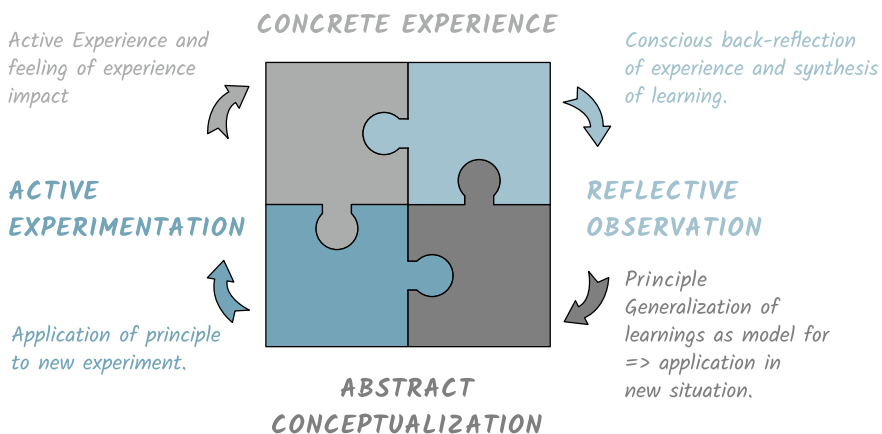 CONCRETE EXPERIENCE
Active Experience and
feeling of experience
impact
Conscious back-reflection
of experience and synthesis
of learning.
ACTIVE
EXPERIMENTATION
REFLECTIVE
OBSERVATION
Application of principle
to new experiment.
Principle
Generalization of
learnings as model for
=> application in
new situation.
ABSTRACT
CONCEPTUALIZATION